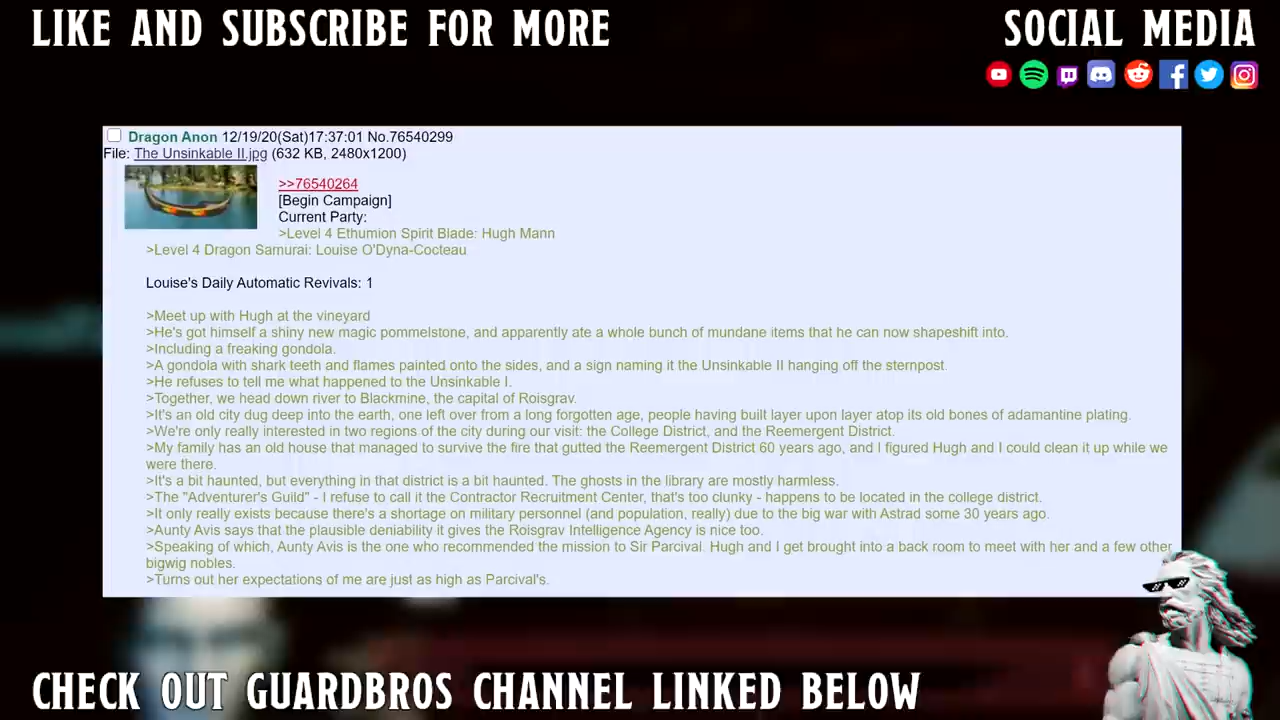 LIKE AND SUBSCRIBE FOR MORE
SOCIAL MEDIA
Dragon Anon 12/19/20(Sat)17:37:01 No.76540299
File: The Unsinkable II.jpg (632 KB, 2480x1200)
>>76540264
[Begin Campaign]
Current Party:
>Level 4 Ethumion Spirit Blade: Hugh Mann
>Level 4 Dragon Samurai: Louise O'Dyna-Cocteau
Louise's Daily Automatic Revivals: 1
>Meet up with Hugh at the vineyard
>He's got himself a shiny new magic pommelstone, and apparently ate a whole bunch of mundane items that he can now shapeshift into.
>Including a freaking gondola.
>A gondola with shark teeth and flames painted onto the sides, and a sign naming it the Unsinkable II hanging off the sternpost.
>He refuses to tell me what happened to the Unsinkable I.
>Together, we head down river to Blackmine, the capital of Roisgrav.
>It's an old city dug deep into the earth, one left over from a long forgotten age, people having built layer upon layer atop its old bones of adamantine plating.
>We're only really interested in two regions of the city during our visit: the College District, and the Reemergent District.
>My family has an old house that managed to survive the fire that gutted the Reemergent District 60 years ago, and I figured Hugh and I could clean it up while we
were there.
>It's a bit haunted, but everything in that district is a bit haunted. The ghosts in the library are mostly harmless.
>The "Adventurer's Guild" - I refuse to call it the Contractor Recruitment Center, that's too clunky - happens to be located in the college district.
>It only really exists because there's a shortage on military personnel (and population, really) due to the big war with Astrad some 30 years ago.
>Aunty Avis says that the plausible deniability it gives the Roisgrav Intelligence Agency is nice too.
>Speaking of which, Aunty Avis is the one who recommended the mission to Sir Parcival. Hugh and I get brought into a back room to meet with her and a few other
bigwig nobles.
>Turns out her expectations of me are just as high as Parcival's.
CHECK OUT GUARDBROS CHANNEL LINKED BELOW